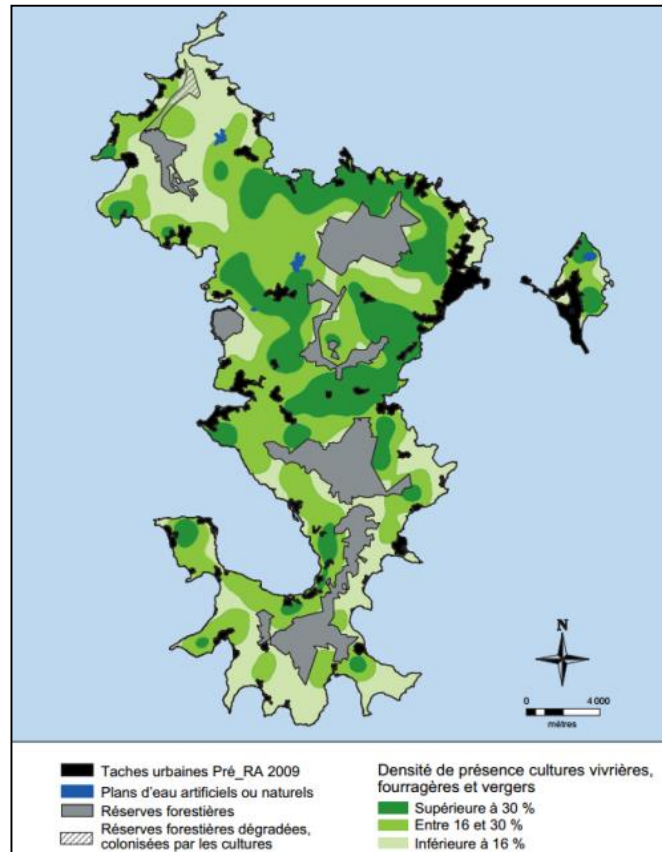 N
0 4 000
mètres
Taches urbaines Pré_RA 2009
Plans d'eau artificiels ou naturels
Réserves forestières
Réserves forestières dégradées,
colonisées par les cultures
Densité de présence cultures vivrières,
fourragères et vergers
Supérieure à 30 %
Entre 16 et 30 %
Inférieure à 16 %